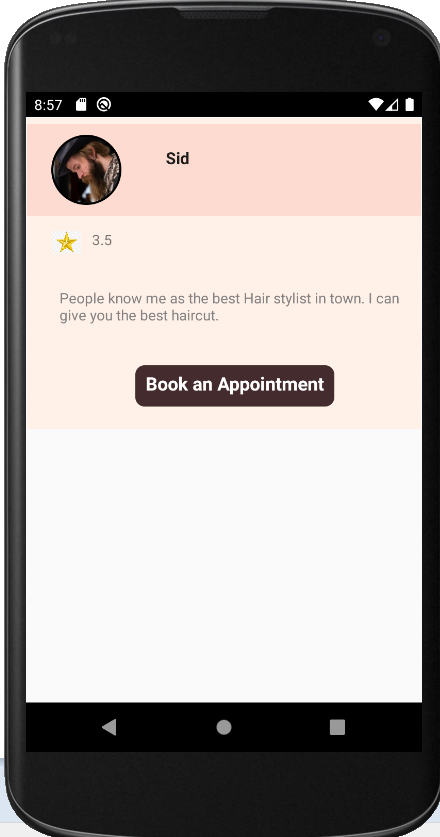 8:57
Sid
3.5
People know me as the best Hair stylist in town. I can
give you the best haircut.
Book an Appointment